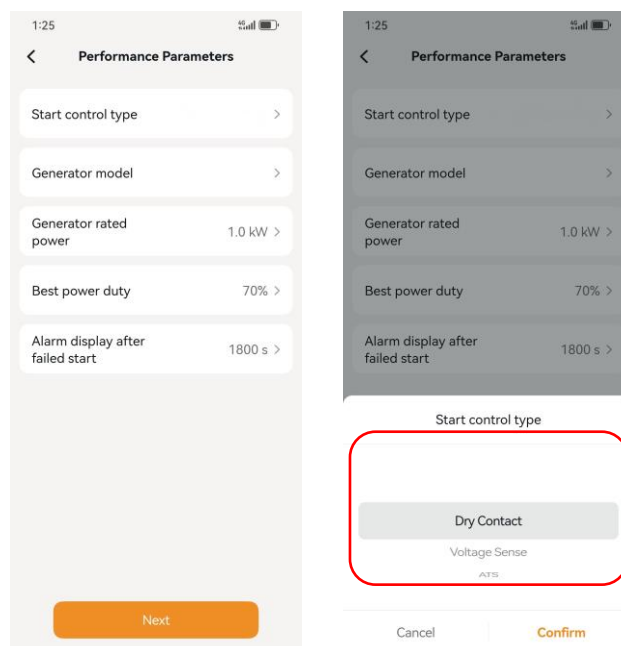 1:25
Performance Parameters
Start control type
Generator model
Generator rated
power
1.0 kW
Best power duty
70%
Alarm display after
failed start
1800 s
Next
1:25
Performance Parameters
Start control type
Generator model
Generator rated
power
1.0 kW
Best power duty
70%
Alarm display after
failed start
1800 s
Start control type
Dry Contact
Voltage Sense
ATS
Cancel
Confirm